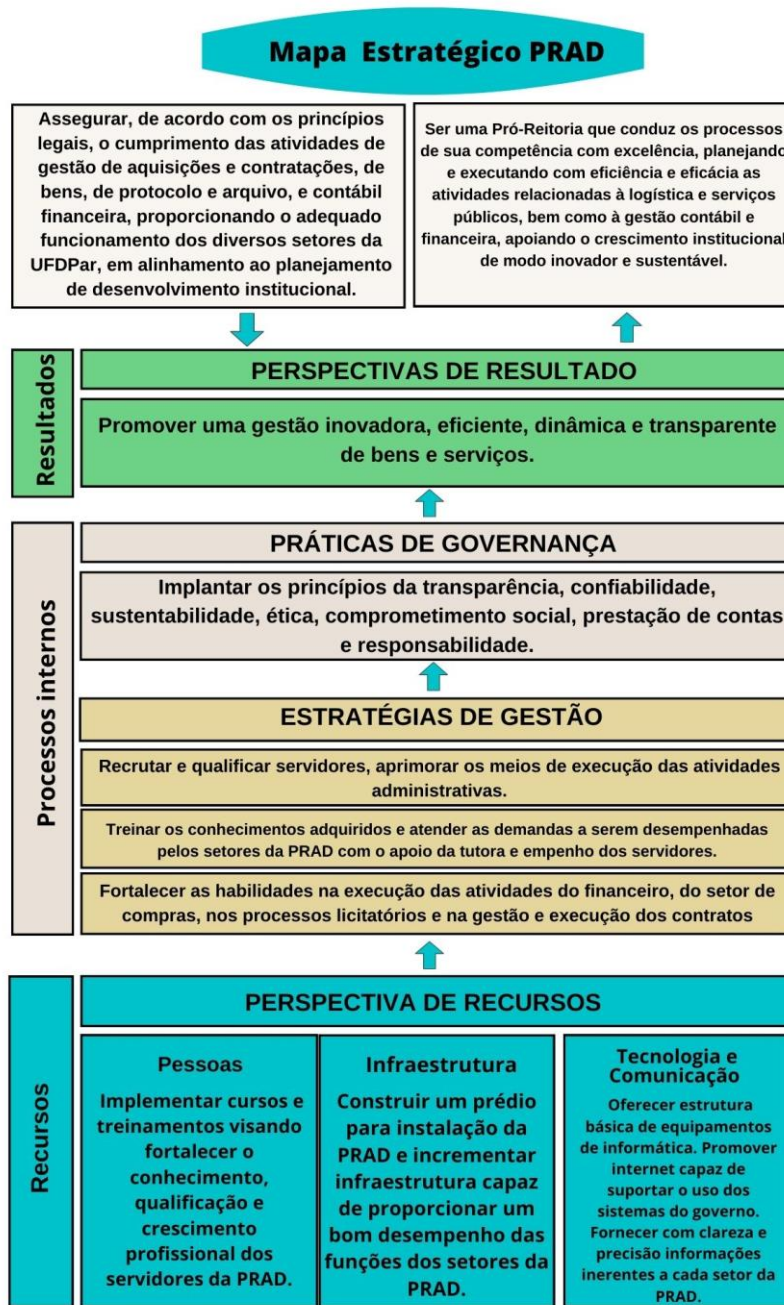 Mapa Estratégico PRAD
Assegurar, de acordo com os princípios
legais, o cumprimento das atividades de
gestão de aquisições e contratações, de
bens, de protocolo e arquivo, e contábil
financeira, proporcionando o adequado
funcionamento dos diversos setores da
UFDPar, em alinhamento ao planejamento
de desenvolvimento institucional.
Ser uma Pró-Reitoria que conduz os processos
de sua competência com excelência, planejando
e executando com eficiência e eficácia as
atividades relacionadas à logística e serviços
públicos, bem como à gestão contábil e
financeira, apoiando o crescimento institucional
de modo inovador e sustentável.
Resultados
PERSPECTIVAS DE RESULTADO
Promover uma gestão inovadora, eficiente, dinâmica e transparente
de bens e serviços.
Processos internos
PRÁTICAS DE GOVERNANÇA
Implantar os princípios da transparência, confiabilidade,
sustentabilidade, ética, comprometimento social, prestação de contas
e responsabilidade.
ESTRATÉGIAS DE GESTÃO
Recrutar e qualificar servidores, aprimorar os meios de execução das atividades
administrativas.
Treinar os conhecimentos adquiridos e atender as demandas a serem desempenhadas
pelos setores da PRAD com o apoio da tutora e empenho dos servidores.
Fortalecer as habilidades na execução das atividades do financeiro, do setor de
compras, nos processos licitatórios e na gestão e execução dos contratos
Recursos
PERSPECTIVA DE RECURSOS
Pessoas
Implementar cursos e
treinamentos visando
fortalecer o
conhecimento,
qualificação e
crescimento
profissional dos
servidores da PRAD.
Infraestrutura
Construir um prédio
para instalação da
PRAD e incrementar
infraestrutura capaz
de proporcionar um
bom desempenho das
funções dos setores da
PRAD.
Tecnologia e
Comunicação
Oferecer estrutura
básica de equipamentos
de informática. Promover
internet capaz de
suportar o uso dos
sistemas do governo.
Fornecer com clareza e
precisão informações
inerentes a cada setor da
PRAD.